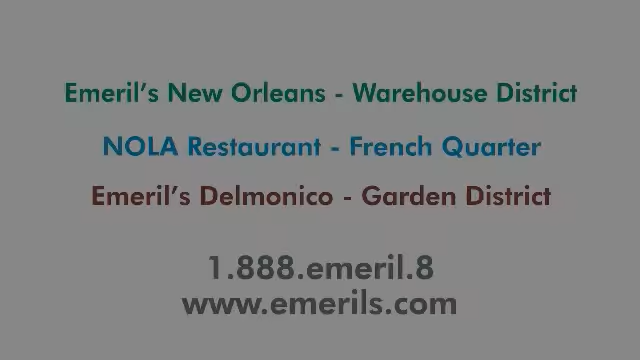 Emeril's New Orleans - Warehouse District
NOLA Restaurant - French Quarter
Emeril's Delmonico - Garden District
1.888.emeril.8
www.emerils.com